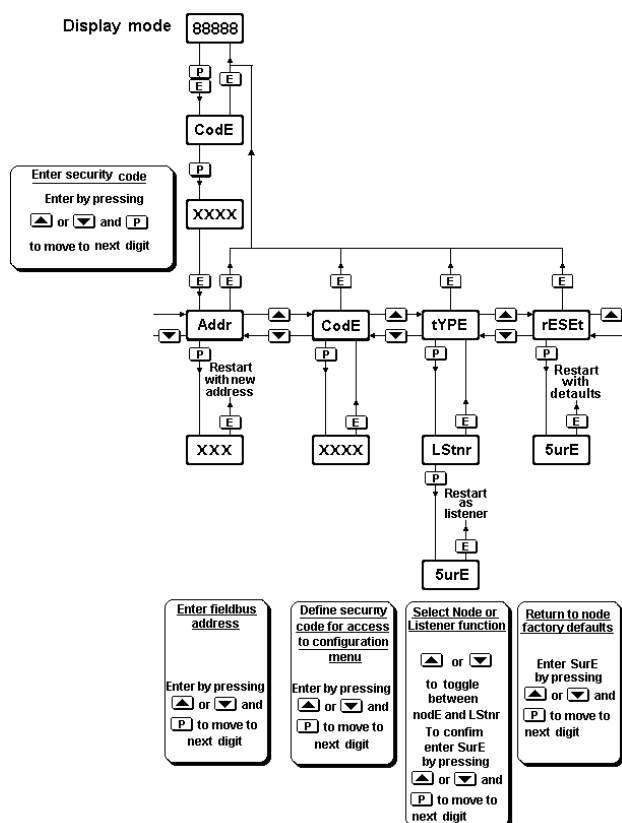 Display mode
88888
P
E
E
CodE
P
Enter security code
Enter by pressing
▲ or ▼ and P
to move to next digit
XXXX
E
E
E
E
E
Addr
▲
CodE
▲
tYPE
▲
rESEt
▲
▼
▼
▼
▼
P
P
P
P
Restart
with new
address
Restart
with
detaults
E
E
E
E
XXX
XXXX
LStnr
5urE
P
Restart
as
listener
E
5urE
Enter fieldbus
address
Enter by pressing
▲ or ▼ and
P to move to
next digit
Define security
code for access
to configuration
menu
Enter by pressing
▲ or ▼ and
P to move to
next digit
Select Node or
Listener function
▲ or ▼
to toggle
between
nodE and LStnr
To confirm
enter SurE
by pressing
▲ or ▼ and
P to move to
next digit
Return to node
factory defaults
Enter SurE
by pressing
▲ or ▼ and
P to move to
next digit